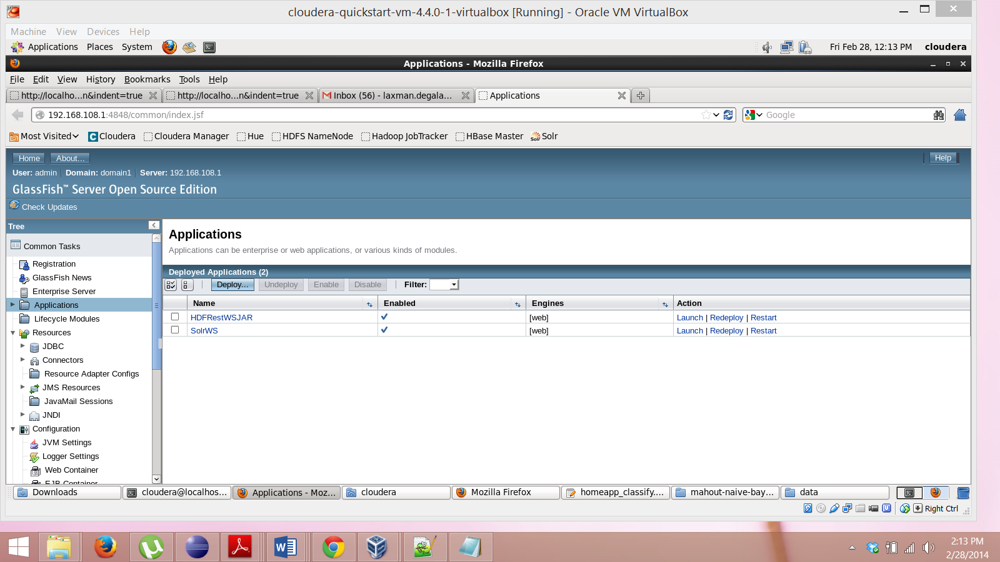 cloudera-quickstart-vm-4.4.0-1-virtualbox [Running] - Oracle VM VirtualBox
Machine View Devices Help
Applications Places System Fri Feb 28, 12:13 PM cloudera
Applications - Mozilla Firefox
File Edit View History Bookmarks Tools Help
http://localho...n&indent=true http://localho...n&indent=true Inbox (56) - laxman.degala... Applications
192.168.108.1:4848/common/index.jsf Google
Most Visited Cloudera Cloudera Manager Hue HDFS NameNode Hadoop JobTracker HBase Master Solr
Home About... Help
User: admin Domain: domain1 Server: 192.168.108.1
GlassFish™ Server Open Source Edition
Check Updates
Tree
Common Tasks
Registration
GlassFish News
Enterprise Server
Applications
Lifecycle Modules
Resources
JDBC
Connectors
Resource Adapter Configs
JMS Resources
JavaMail Sessions
JNDI
Configuration
JVM Settings
Logger Settings
Web Container
EJB Container
Applications
Applications can be enterprise or web applications, or various kinds of modules.
Deployed Applications (2)
Deploy... Undeploy Enable Disable Filter:
Name Enabled Engines Action
HDFRestWSJAR [web] Launch | Redeploy | Restart
SolrWS [web] Launch | Redeploy | Restart
Downloads cloudera@localhos... Applications - Moz... cloudera Mozilla Firefox homeapp_classify.... mahout-naive-bay... data
Right Ctrl
2:13 PM
2/28/2014